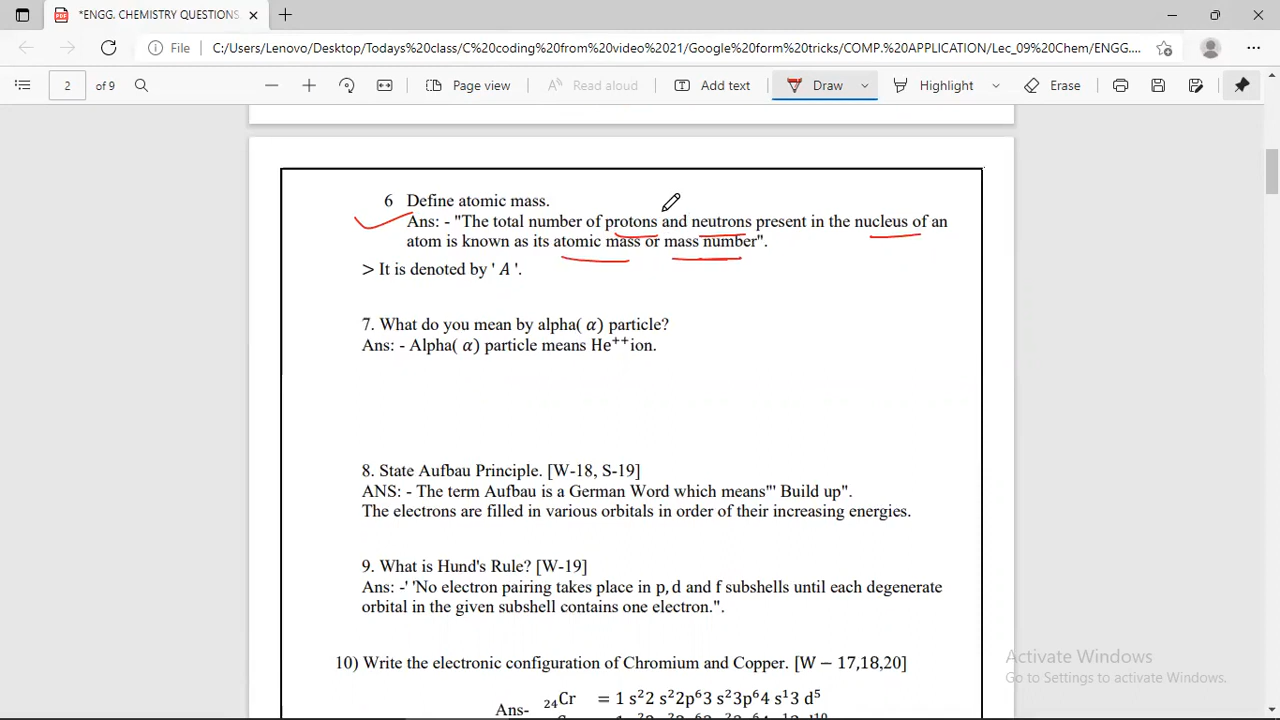 *ENGG. CHEMISTRY QUESTIONS.
File C:/Users/Lenovo/Desktop/Todays%20class/C%20coding%20from%20video%2021/Google%20form%20tricks/COMP.%20APPLICATION/Lec_09%20Chem/ENGG....
2 of 9 Page view Read aloud Add text Draw Highlight Erase
6 Define atomic mass.
Ans: - "The total number of protons and neutrons present in the nucleus of an
atom is known as its atomic mass or mass number".
> It is denoted by ' A '.
7. What do you mean by alpha( α) particle?
Ans: - Alpha( α) particle means He⁺⁺ion.
8. State Aufbau Principle. [W-18, S-19]
ANS: - The term Aufbau is a German Word which means"' Build up".
The electrons are filled in various orbitals in order of their increasing energies.
9. What is Hund's Rule? [W-19]
Ans: -' 'No electron pairing takes place in p, d and f subshells until each degenerate
orbital in the given subshell contains one electron.".
10) Write the electronic configuration of Chromium and Copper. [W − 17,18,20]
Ans- ₂₄Cr = 1 s²2 s²2p⁶3 s²3p⁶4 s¹3 d⁵
Activate Windows
Go to Settings to activate Windows.